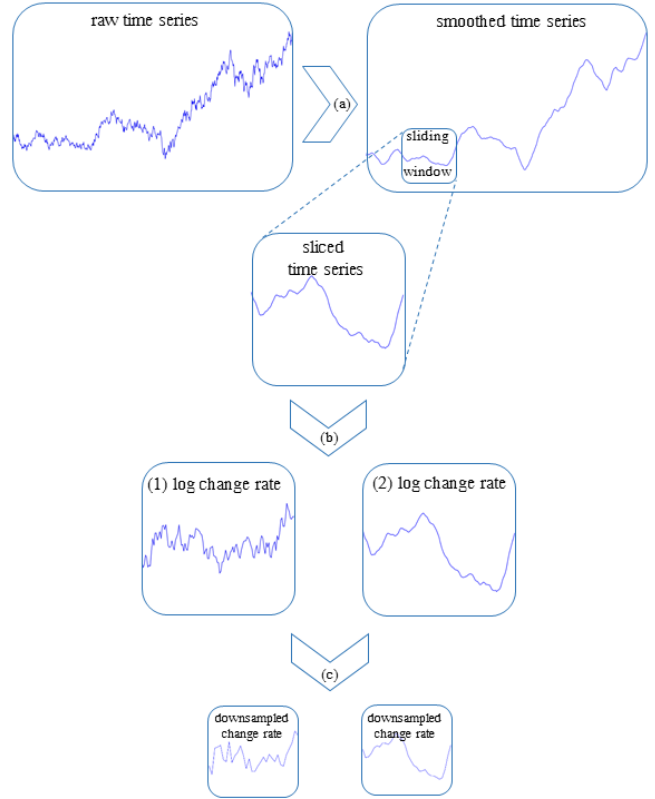 raw time series
smoothed time series
(a)
sliding
window
sliced
time series
(b)
(1) log change rate
(2) log change rate
(c)
downsampled
change rate
downsampled
change rate